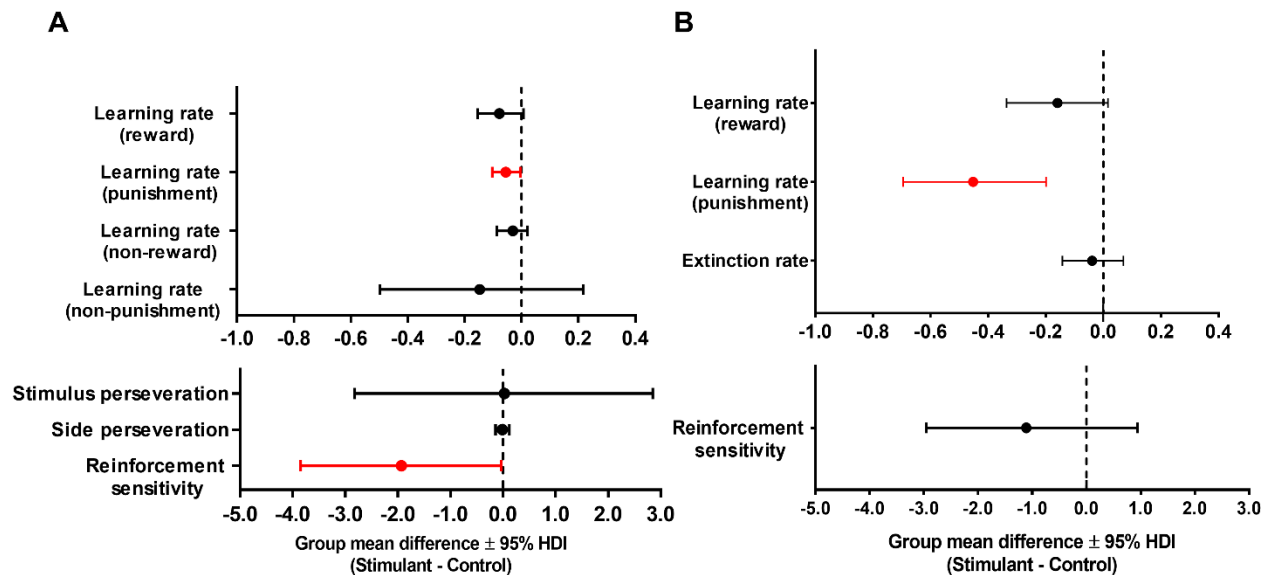 A
Learning rate
(reward)
Learning rate
(punishment)
Learning rate
(non-reward)
Learning rate
(non-punishment)
-1.0 -0.8 -0.6 -0.4 -0.2 0.0 0.2 0.4
Stimulus perseveration
Side perseveration
Reinforcement
sensitivity
-5.0 -4.0 -3.0 -2.0 -1.0 0.0 1.0 2.0 3.0
Group mean difference ± 95% HDI
(Stimulant - Control)
B
Learning rate
(reward)
Learning rate
(punishment)
Extinction rate
-1.0 -0.8 -0.6 -0.4 -0.2 0.0 0.2 0.4
Reinforcement
sensitivity
-5.0 -4.0 -3.0 -2.0 -1.0 0.0 1.0 2.0 3.0
Group mean difference ± 95% HDI
(Stimulant - Control)